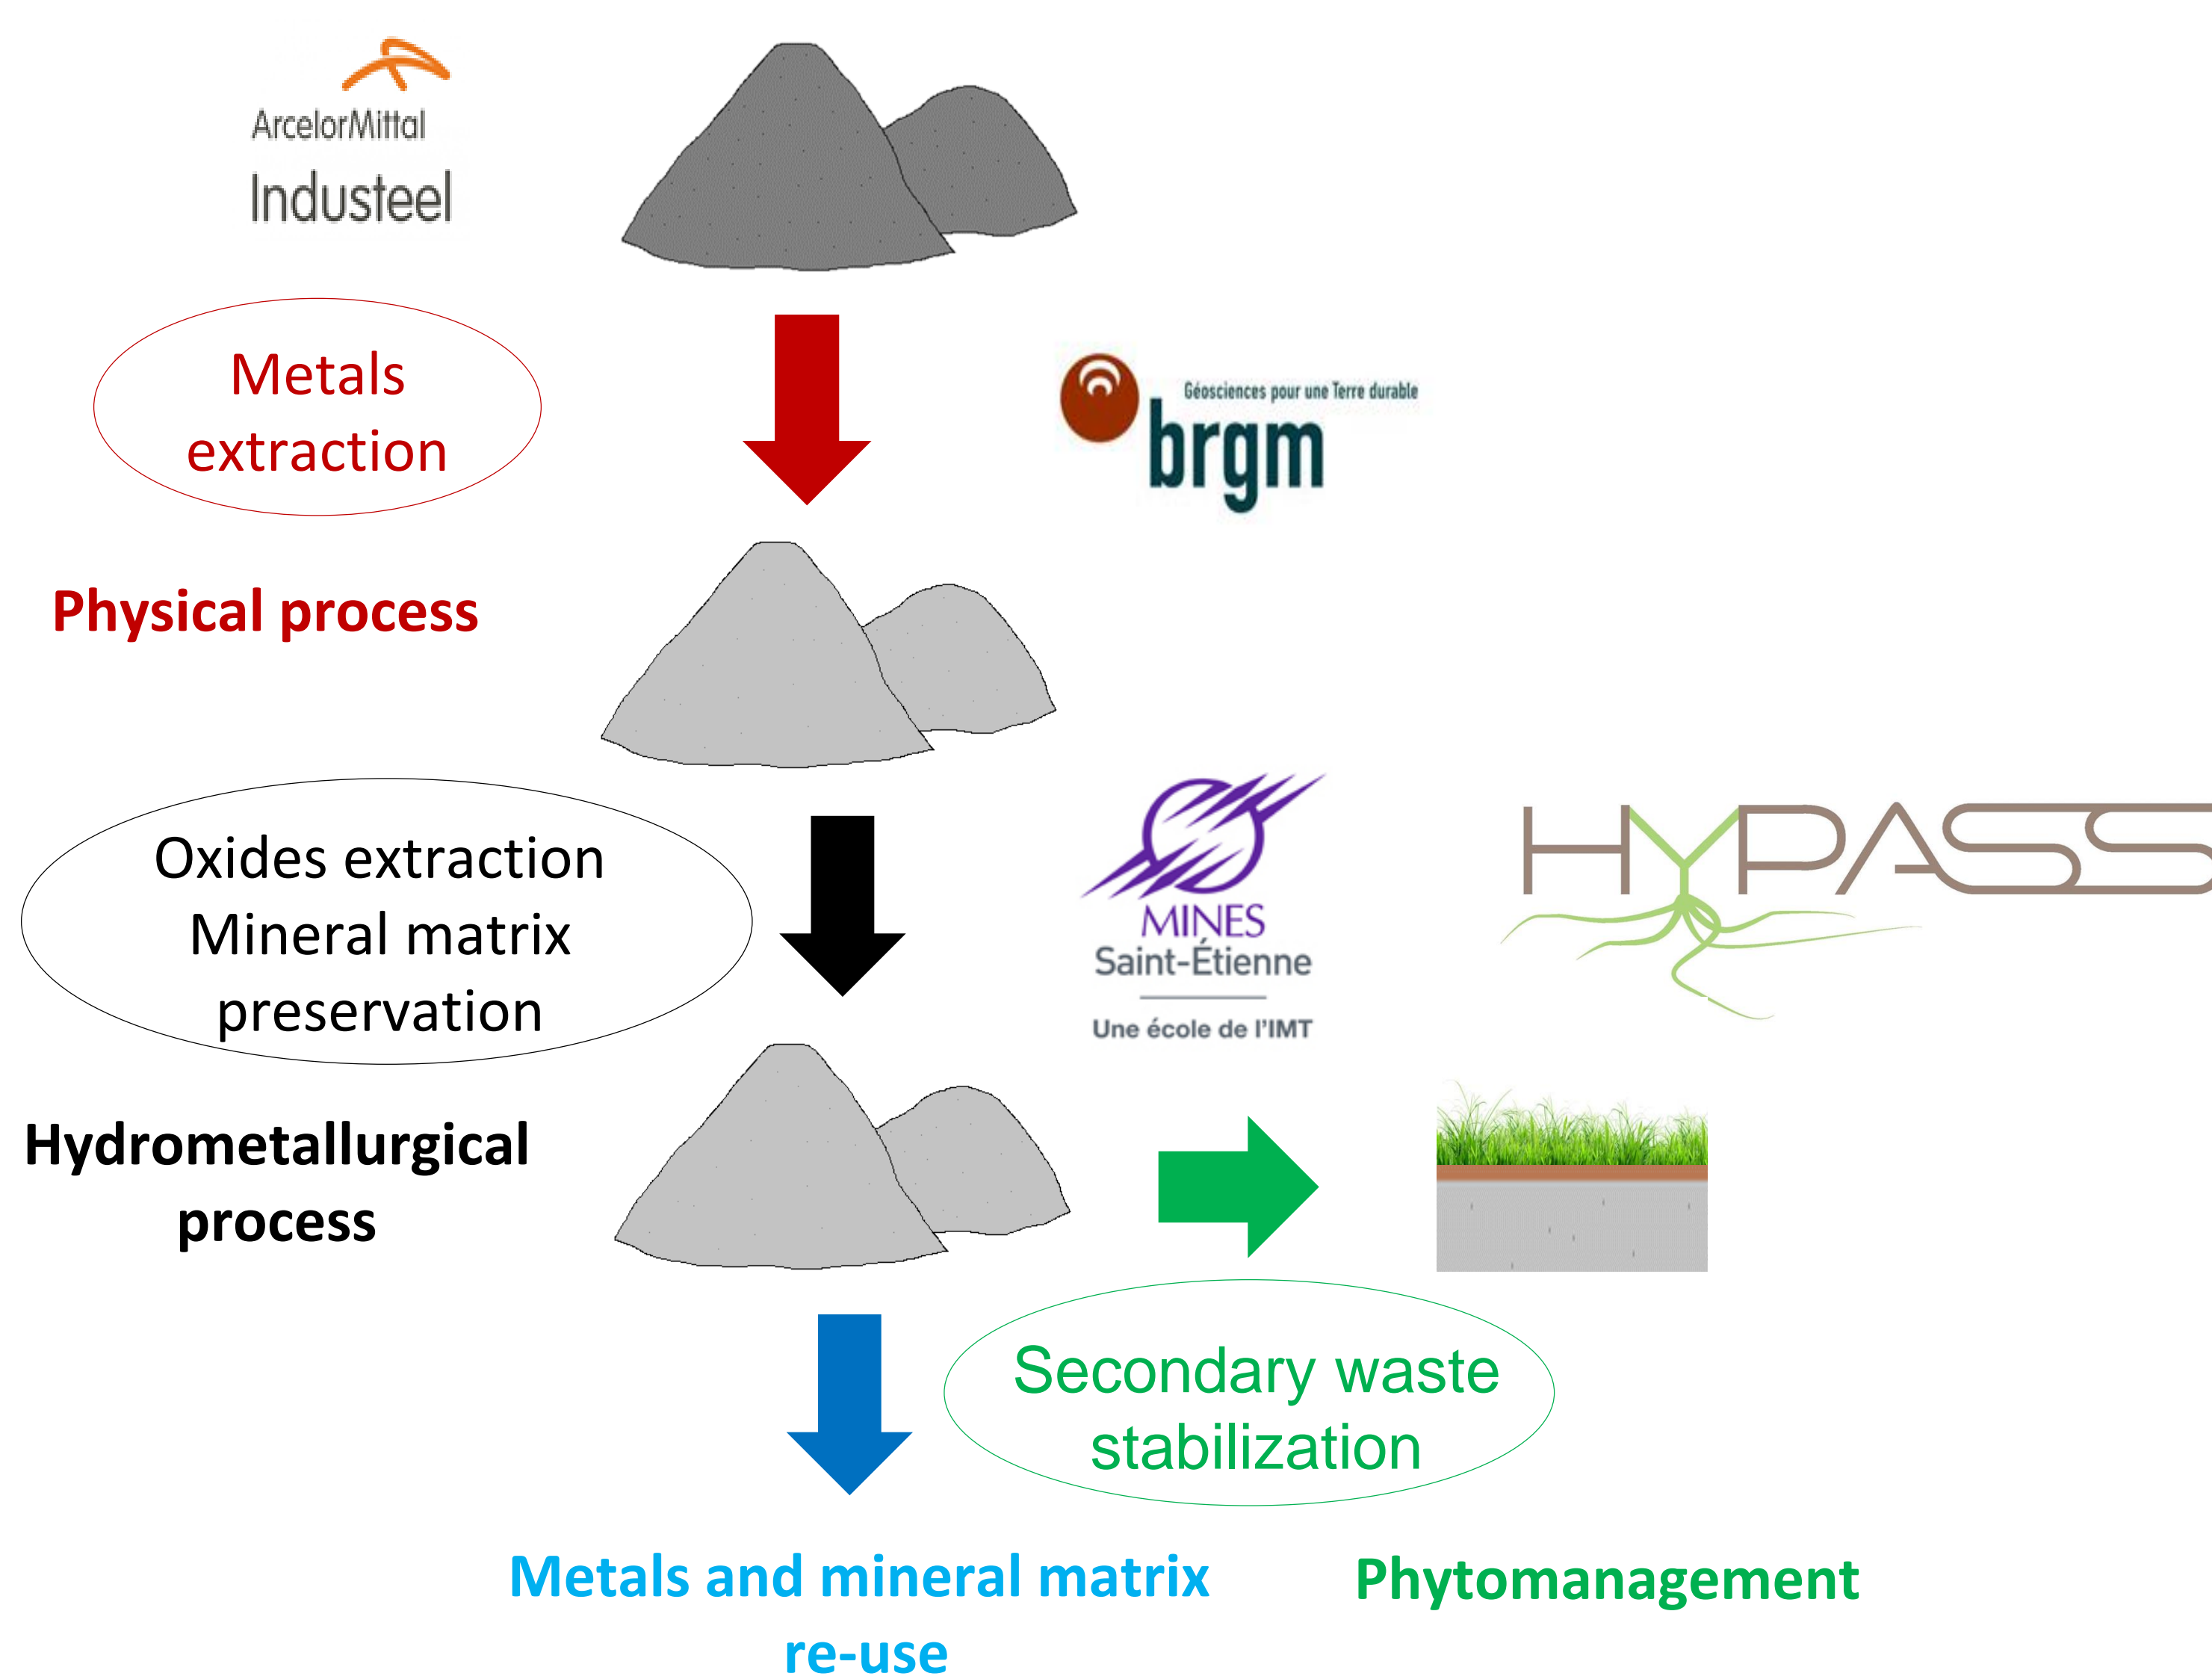 ArcelorMittal
Industeel
Metals
extraction
Géosciences pour une Terre durable
brgm
Physical process
Oxides extraction
Mineral matrix
preservation
MINES
Saint-Étienne
Une école de l'IMT
HYPASS
Hydrometallurgical
process
Secondary waste
stabilization
Metals and mineral matrix
re-use
Phytomanagement